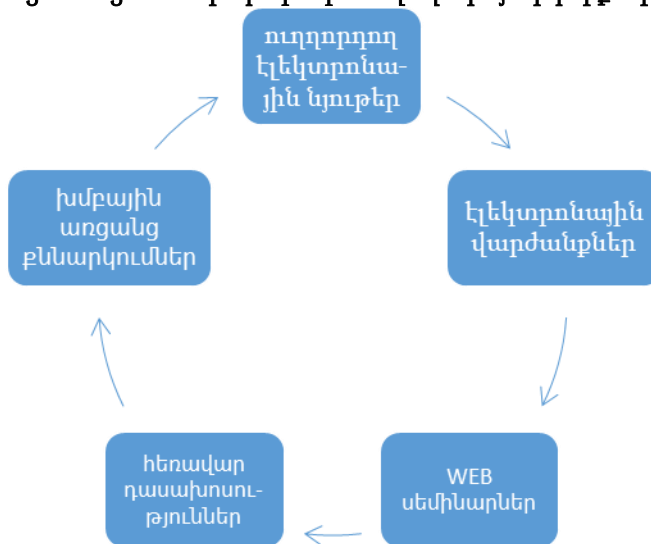 ուղղորդող
էլեկտրոնա-
յին նյութեր
էլեկտրոնային
վարժանքներ
WEB
սեմինարներ
հեռավար
դասախոսու-
թյուններ
խմբային
առցանց
քննարկումներ